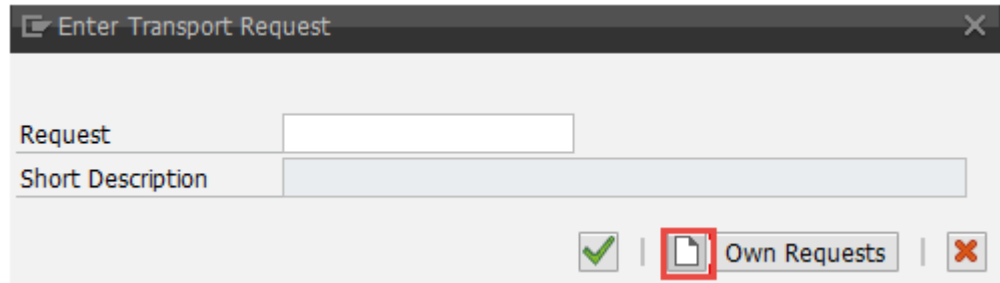 Enter Transport Request
Request
Short Description
Own Requests